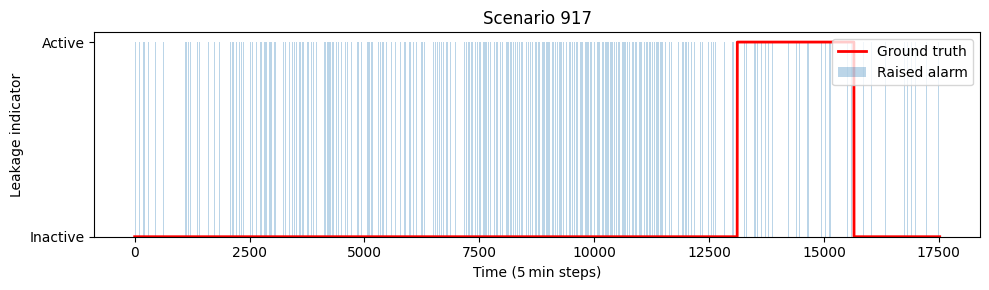 Scenario 917
Active
Inactive
Leakage indicator
Ground truth
Raised alarm
0
2500
5000
7500
10000
12500
15000
17500
Time (5 min steps)